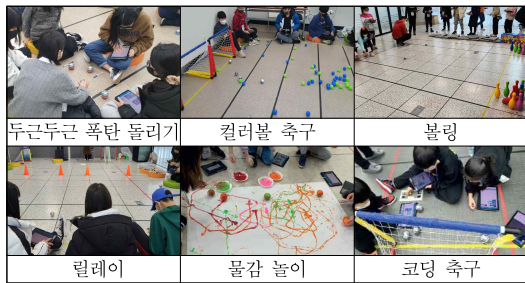 두근두근 폭탄 돌리기
컬러볼 축구
볼링
릴레이
물감 놀이
코딩 축구